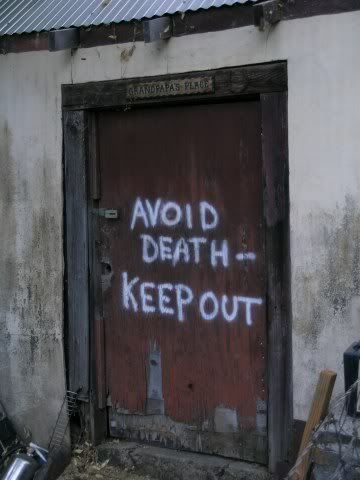 GRANDPAPA'S PLACE
AVOID
DEATH-
KEEP OUT